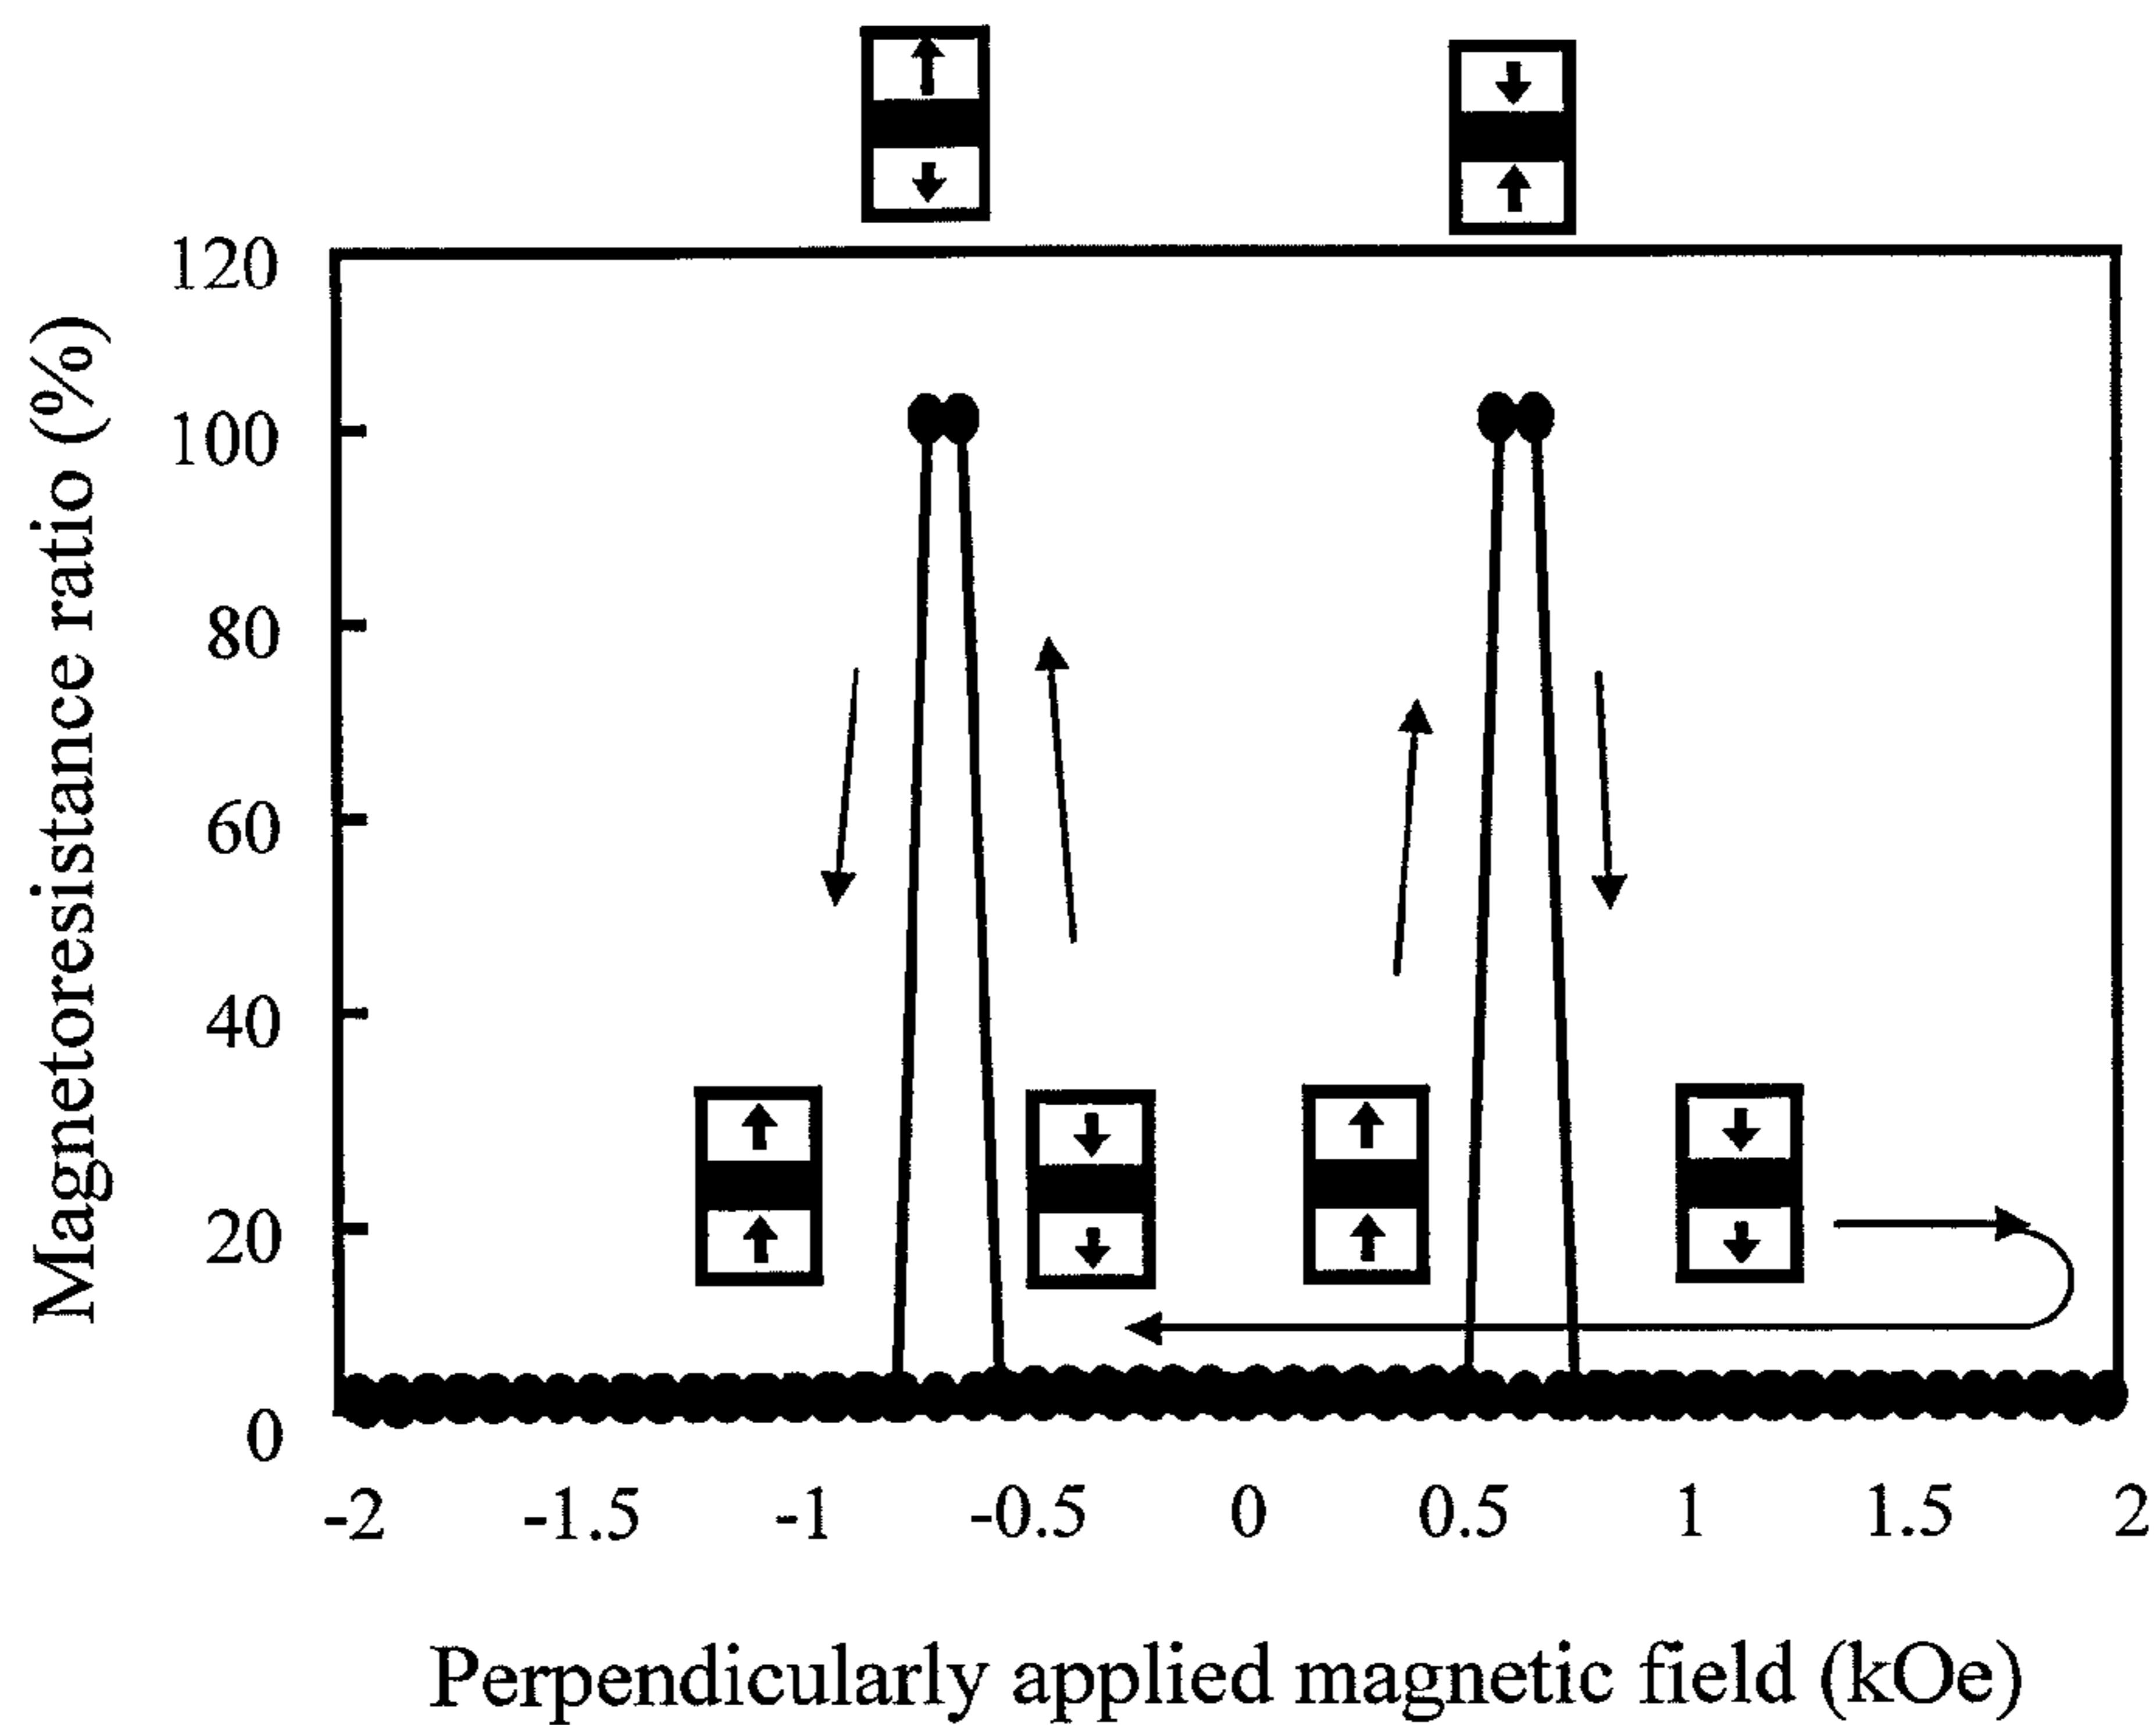 120
100
80
60
40
20
0
Magnetoresistance ratio (%)
-2 -1.5 -1 -0.5 0 0.5 1 1.5 2
Perpendicularly applied magnetic field (kOe)